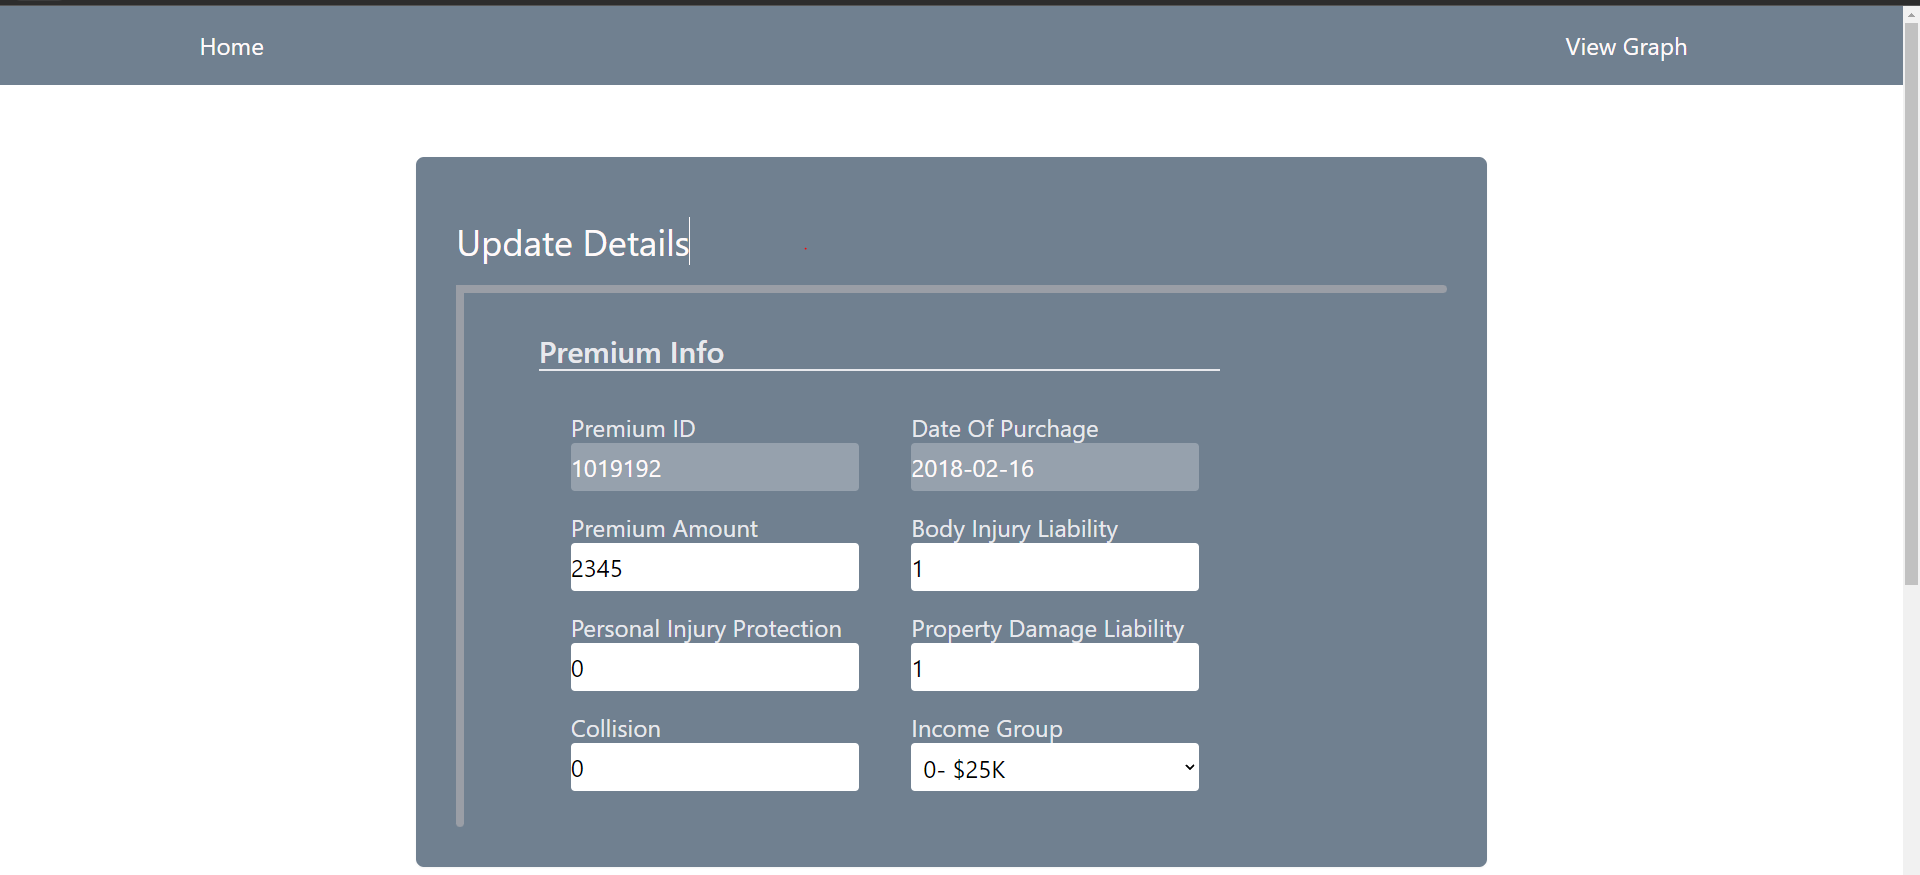 Home View Graph
Update Details
Premium Info
Premium ID Date Of Purchage
1019192 2018-02-16
Premium Amount Body Injury Liability
2345 1
Personal Injury Protection Property Damage Liability
0 1
Collision Income Group
0 0- $25K